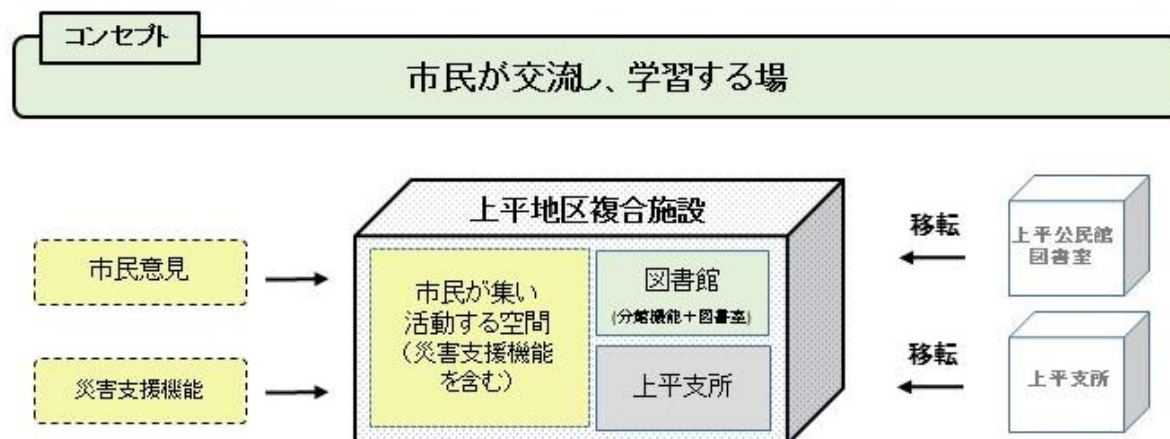 コンセプト
市民が交流し、学習する場
上平地区複合施設
市民意見
災害支援機能
市民が集い
活動する空間
（災害支援機能
を含む）
図書館
(分館機能＋図書室)
上平支所
移転
上平公民館
図書室
移転
上平支所